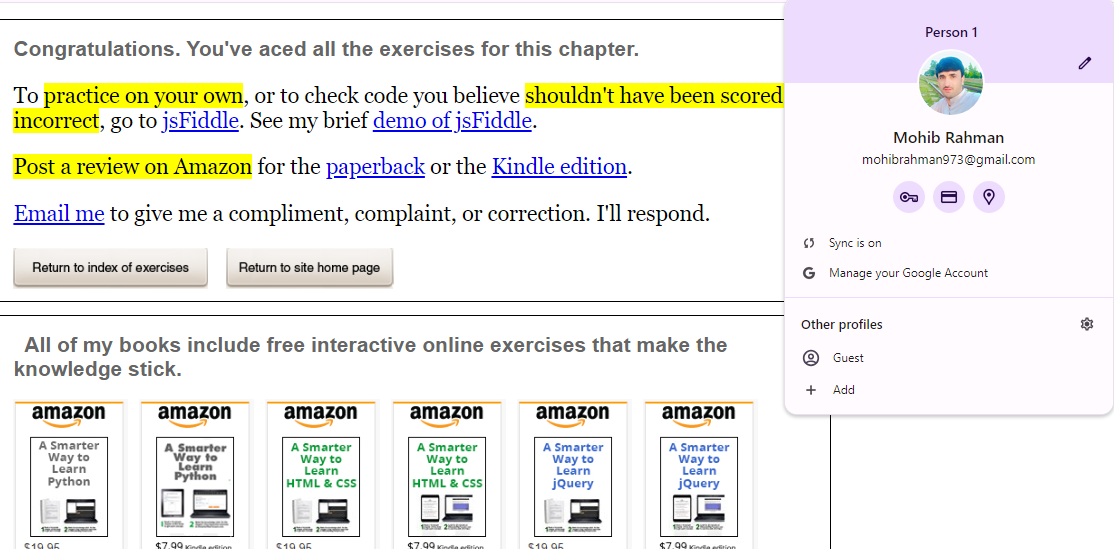 Congratulations. You've aced all the exercises for this chapter.
To practice on your own, or to check code you believe shouldn't have been scored
incorrect, go to jsFiddle. See my brief demo of jsFiddle.
Post a review on Amazon for the paperback or the Kindle edition.
Email me to give me a compliment, complaint, or correction. I'll respond.
Return to index of exercises
Return to site home page
All of my books include free interactive online exercises that make the
knowledge stick.
amazon
A Smarter
Way to
Learn
Python
$19.95
amazon
A Smarter
Way to
Learn
Python
$7.99 Kindle edition
amazon
A Smarter
Way to
Learn
HTML & CSS
$19.95
amazon
A Smarter
Way to
Learn
HTML & CSS
$7.99 Kindle edition
amazon
A Smarter
Way to
Learn
jQuery
$19.95
amazon
A Smarter
Way to
Learn
jQuery
$7.99 Kindle edition
Person 1
Mohib Rahman
mohibrahman973@gmail.com
Sync is on
Manage your Google Account
Other profiles
Guest
Add